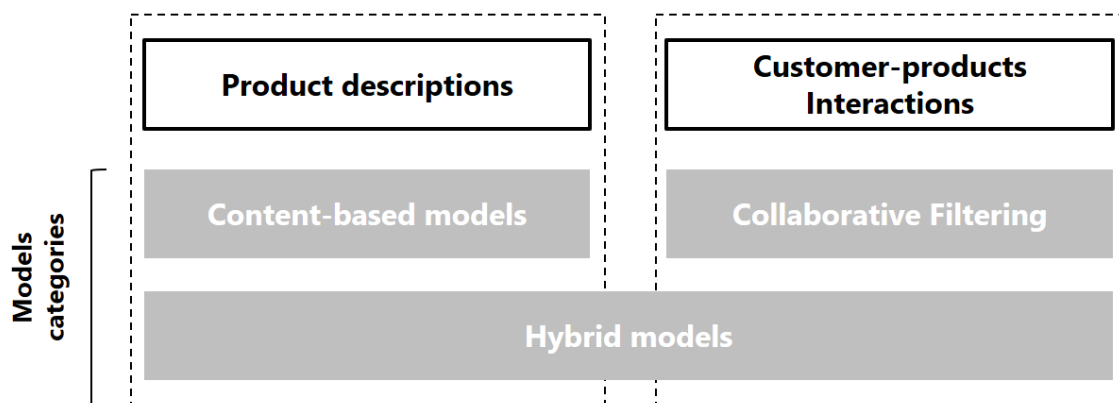 Product descriptions
Customer-products
Interactions
Models
categories
Content-based models
Collaborative Filtering
Hybrid models